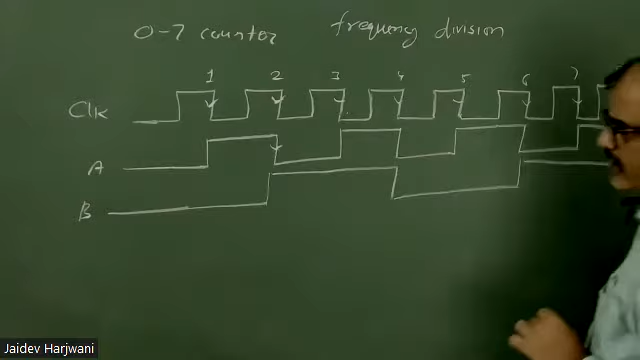 0-7 counter frequency division
1 2 3 4 5 6 7
Clk
A
B
Jaidev Harjwani